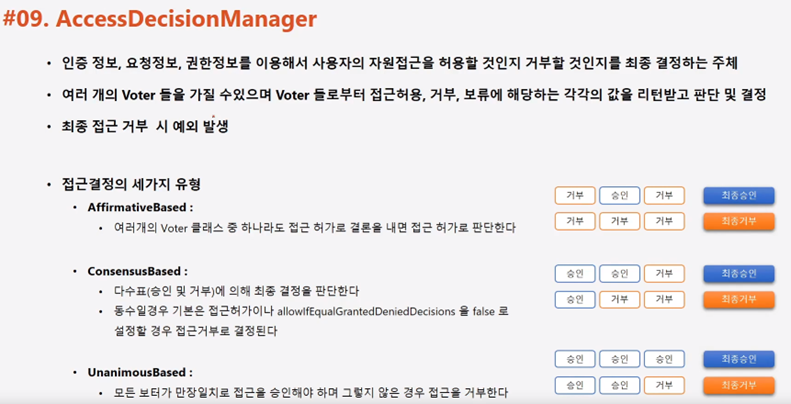 #09. AccessDecisionManager
• 인증 정보, 요청정보, 권한정보를 이용해서 사용자의 자원접근을 허용할 것인지 거부할 것인지를 최종 결정하는 주체
• 여러 개의 Voter 들을 가질 수있으며 Voter 들로부터 접근허용, 거부, 보류에 해당하는 각각의 값을 리턴받고 판단 및 결정
• 최종 접근 거부 시 예외 발생
• 접근결정의 세가지 유형
• AffirmativeBased :
• 여러개의 Voter 클래스 중 하나라도 접근 허가로 결론을 내면 접근 허가로 판단한다
거부 승인 거부 최종승인
거부 거부 거부 최종거부
• ConsensusBased :
• 다수표(승인 및 거부)에 의해 최종 결정을 판단한다
• 동수일경우 기본은 접근허가이나 allowIfEqualGrantedDeniedDecisions 을 false 로
설정할 경우 접근거부로 결정된다
승인 승인 거부 최종승인
승인 거부 거부 최종거부
• UnanimousBased :
• 모든 보터가 만장일치로 접근을 승인해야 하며 그렇지 않은 경우 접근을 거부한다
승인 승인 승인 최종승인
승인 승인 거부 최종거부